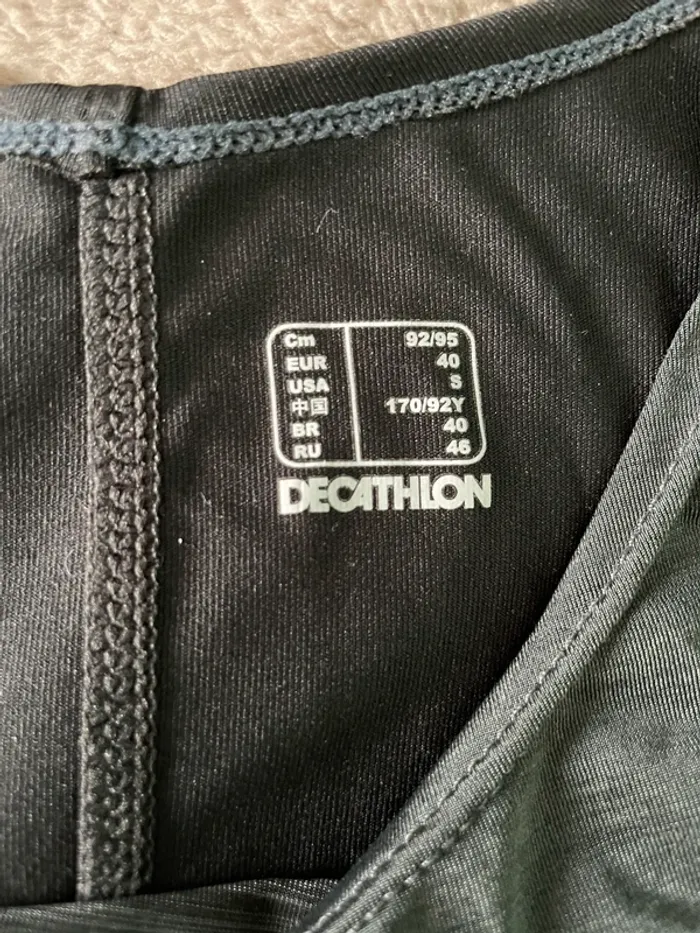 Cm 92/95
EUR 40
USA S
中国 170/92Y
BR 40
RU 46
DECATHLON